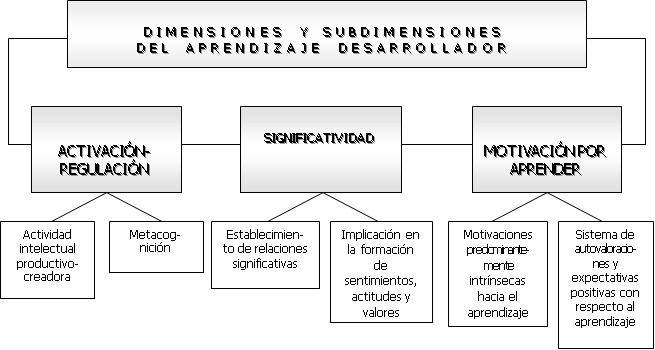 DIMENSIONES Y SUBDIMENSIONES
DEL APRENDIZAJE DESARROLLADOR
ACTIVACIÓN-
REGULACIÓN
SIGNIFICATIVIDAD
MOTIVACIÓN POR
APRENDER
Actividad
intelectual
productivo-
creadora
Metacog-
nición
Establecimien-
to de relaciones
significativas
Implicación en
la formación
de
sentimientos,
actitudes y
valores
Motivaciones
predominante-
mente
intrínsecas
hacia el
aprendizaje
Sistema de
autovaloracio-
nes y
expectativas
positivas con
respecto al
aprendizaje